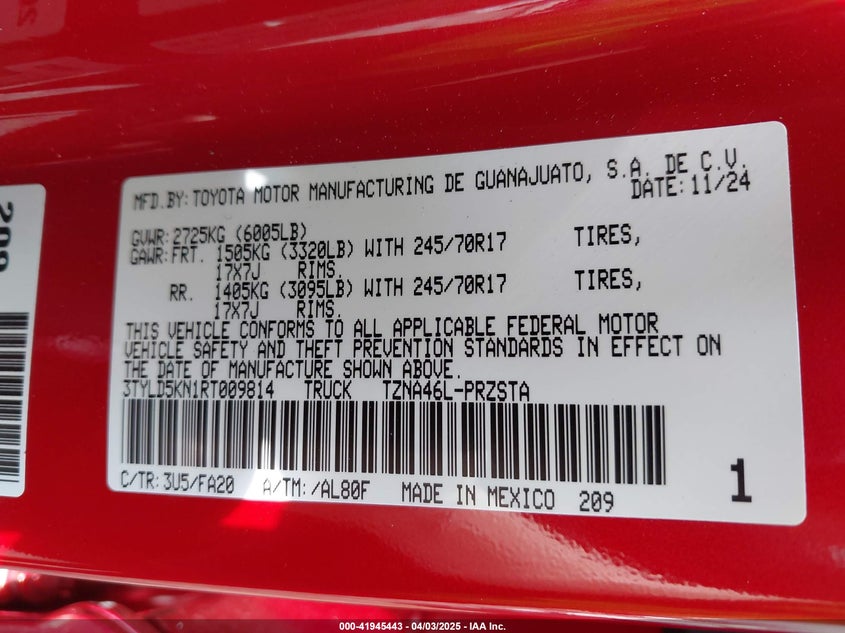 MFD.BY: TOYOTA MOTOR MANUFACTURING DE GUANAJUATO, S.A. DE C.V.
DATE: 11/24
GVWR: 2725KG (6005LB)
GAWR: FRT. 1505KG (3320LB) WITH 245/70R17 TIRES,
17X7J RIMS.
RR. 1405KG (3095LB) WITH 245/70R17 TIRES,
17X7J RIMS.
THIS VEHICLE CONFORMS TO ALL APPLICABLE FEDERAL MOTOR
VEHICLE SAFETY AND THEFT PREVENTION STANDARDS IN EFFECT ON
THE DATE OF MANUFACTURE SHOWN ABOVE.
3TYLD5KN1RT009814 TRUCK TZNA46L-PRZSTA
C/TR: 3U5/FA20 A/TM: /AL80F MADE IN MEXICO 209
1
209
000-41945443 - 04/03/2025 - IAA Inc.